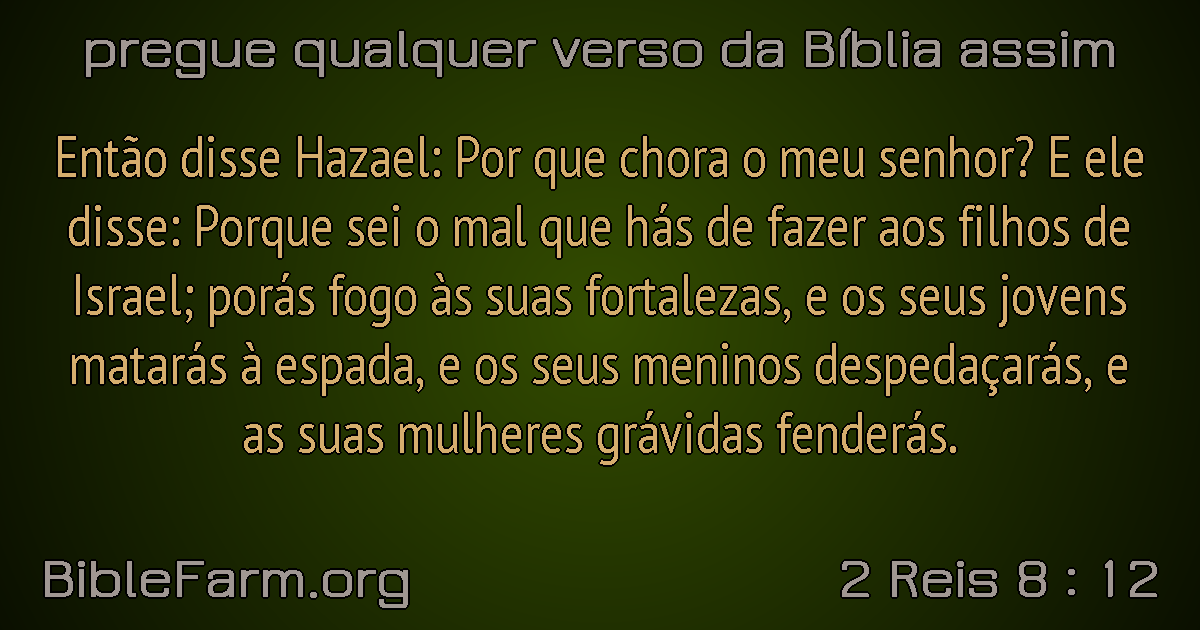 pregue qualquer verso da Bíblia assim
Então disse Hazael: Por que chora o meu senhor? E ele
disse: Porque sei o mal que hás de fazer aos filhos de
Israel; porás fogo às suas fortalezas, e os seus jovens
matarás à espada, e os seus meninos despedaçarás, e
as suas mulheres grávidas fenderás.
BibleFarm.org
2 Reis 8 : 12